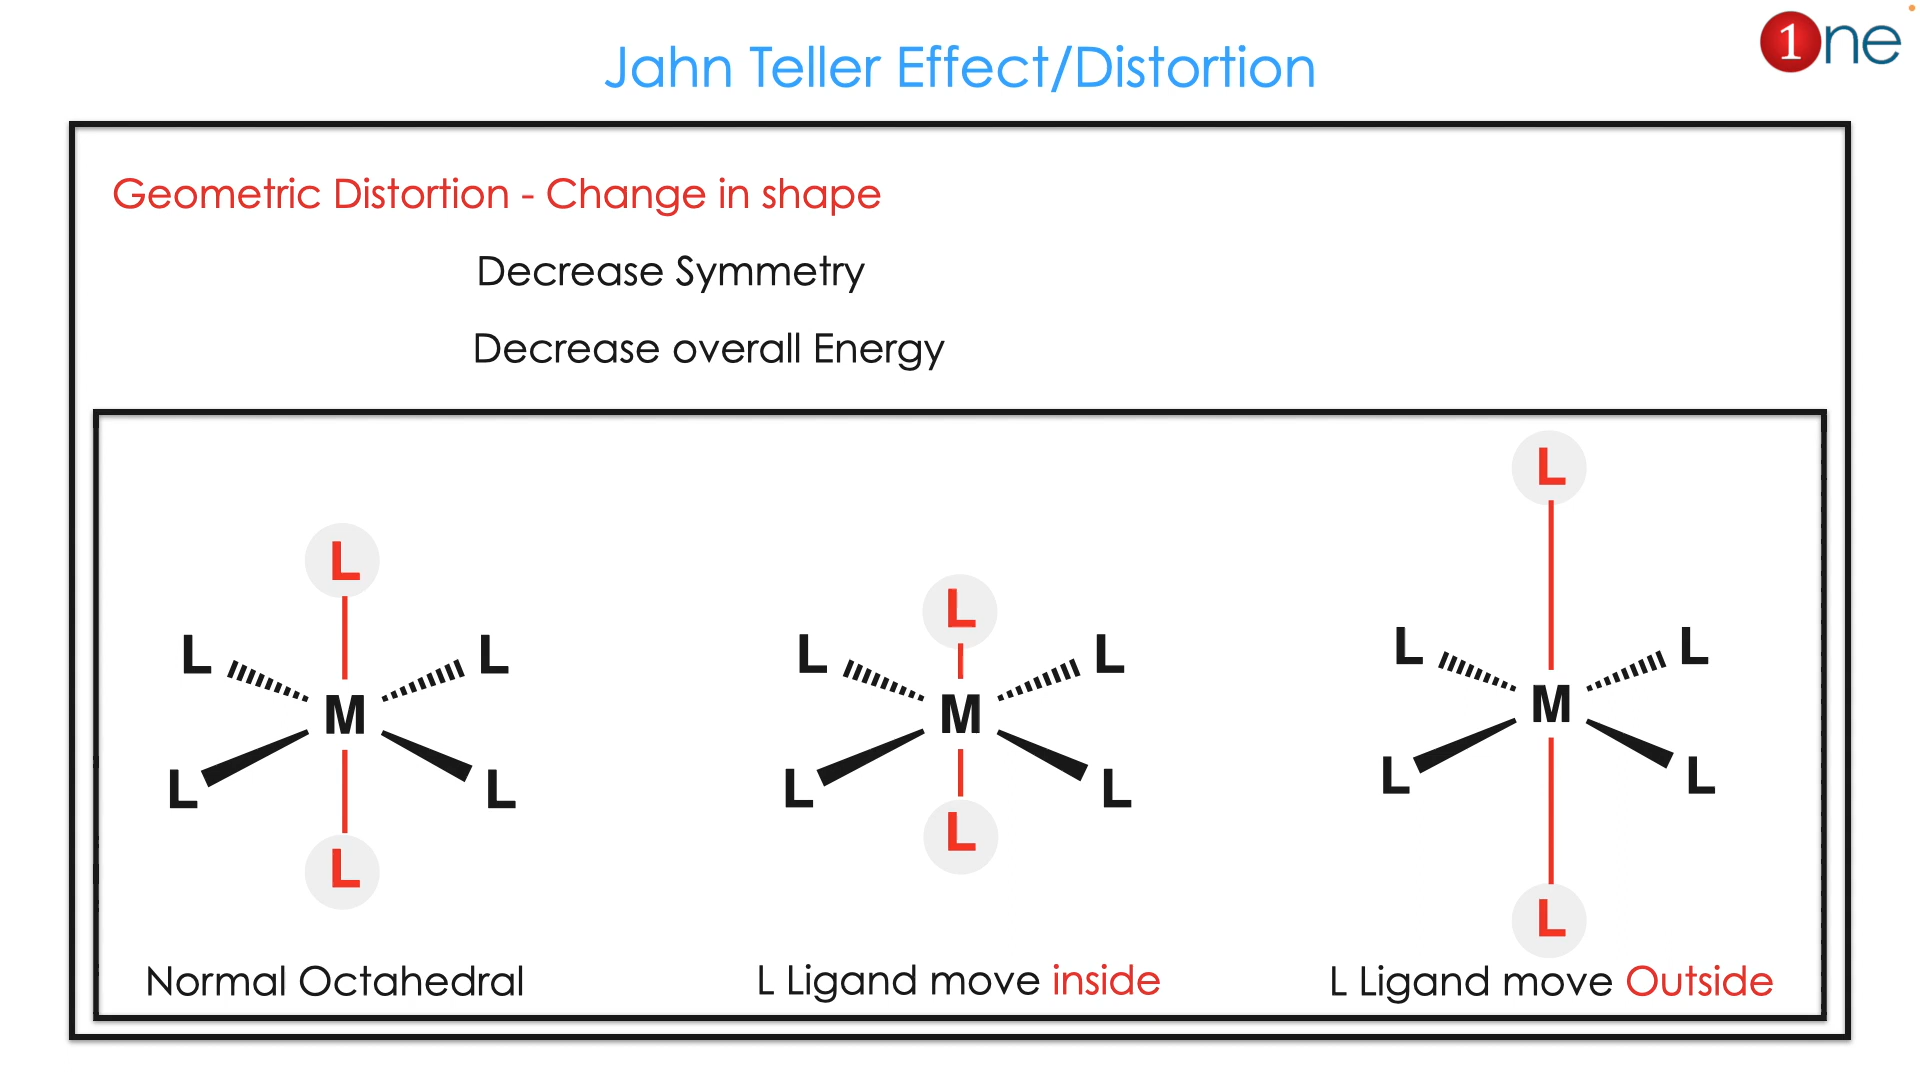 Jahn Teller Effect/Distortion
1ne
Geometric Distortion - Change in shape
Decrease Symmetry
Decrease overall Energy
L
L L
M
L L
L
Normal Octahedral
L
L L
M
L L
L
L Ligand move inside
L
L L
M
L L
L
L Ligand move Outside